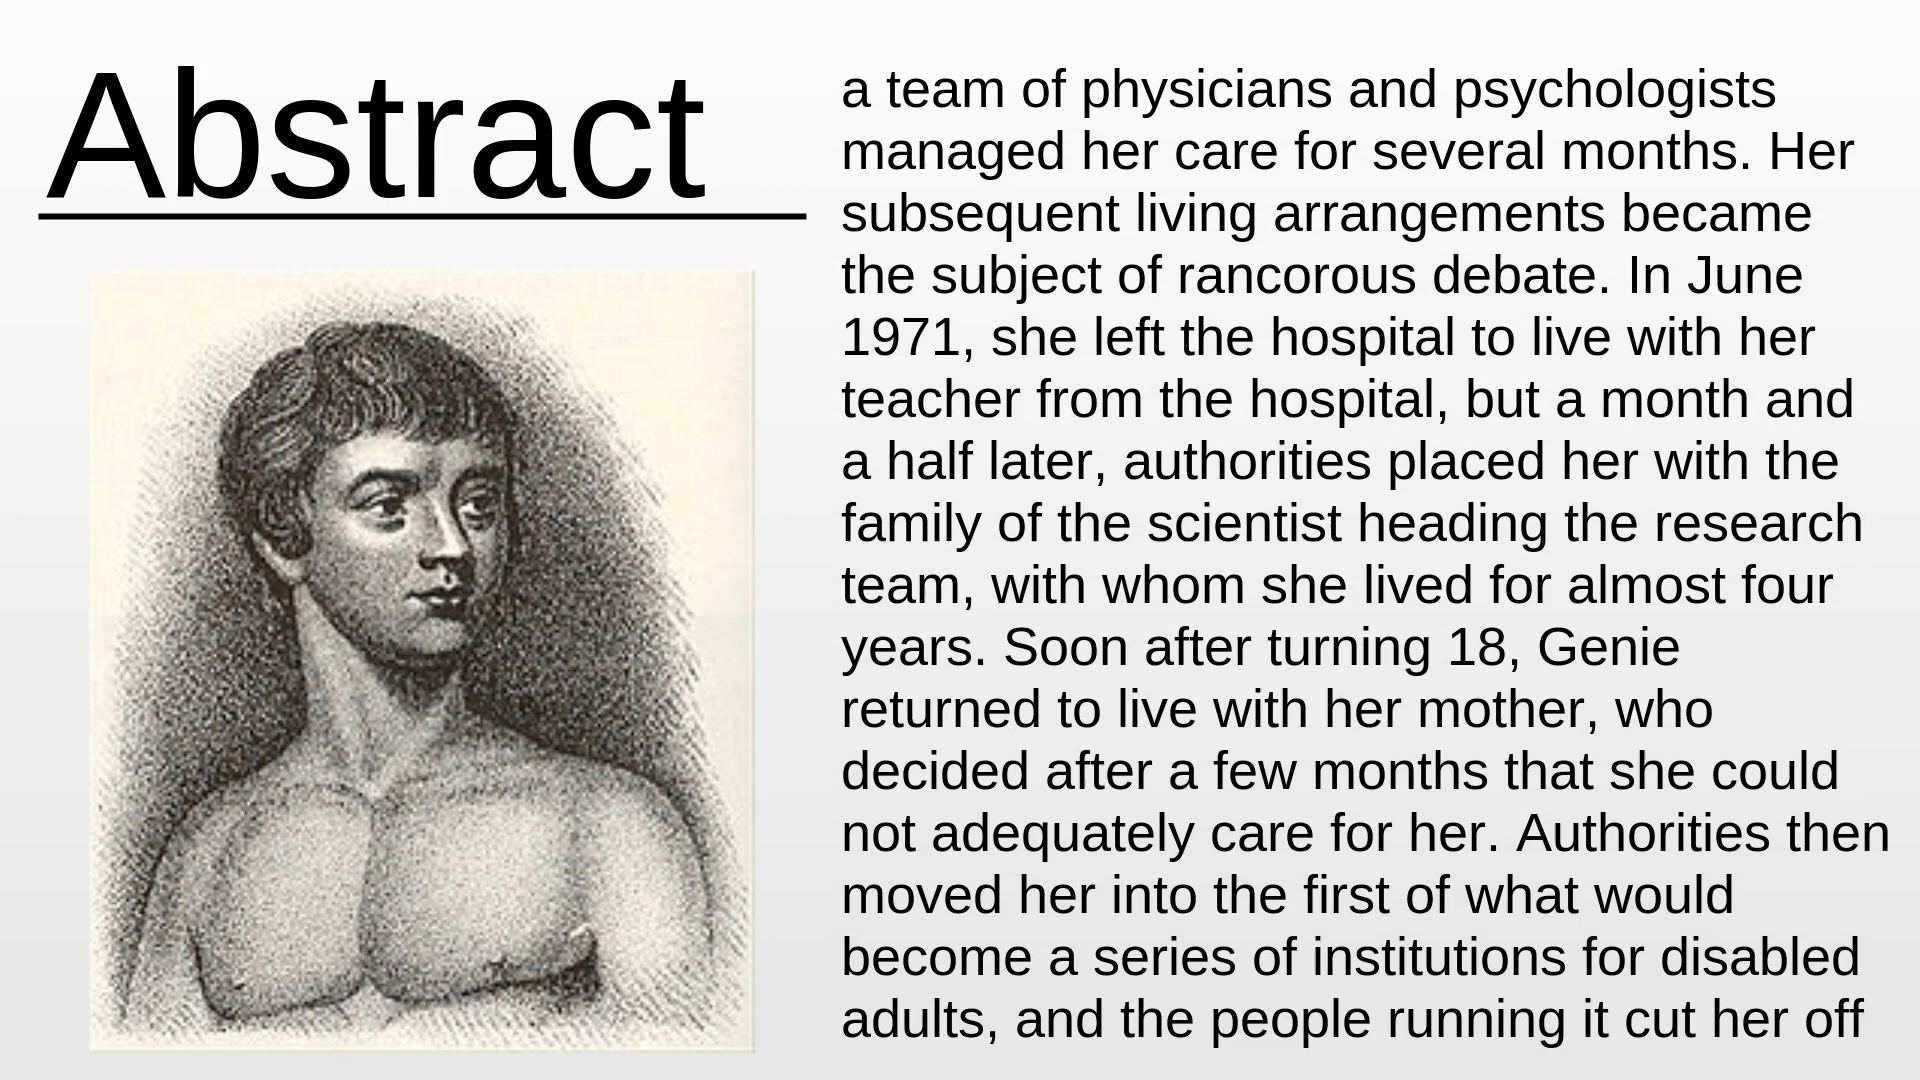 Abstract
a team of physicians and psychologists
managed her care for several months. Her
subsequent living arrangements became
the subject of rancorous debate. In June
1971, she left the hospital to live with her
teacher from the hospital, but a month and
a half later, authorities placed her with the
family of the scientist heading the research
team, with whom she lived for almost four
years. Soon after turning 18, Genie
returned to live with her mother, who
decided after a few months that she could
not adequately care for her. Authorities then
moved her into the first of what would
become a series of institutions for disabled
adults, and the people running it cut her off